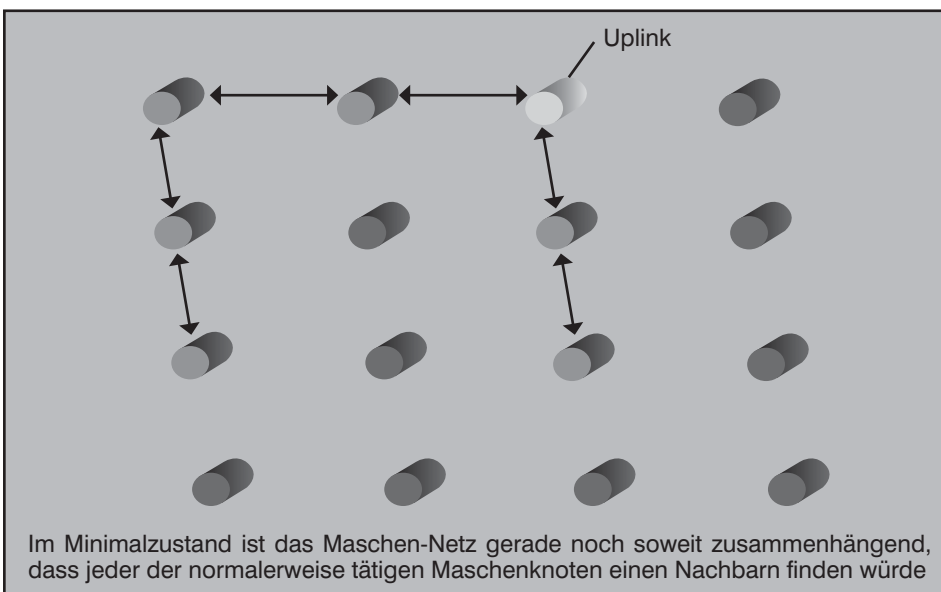 Uplink
Im Minimalzustand ist das Maschen-Netz gerade noch soweit zusammenhängend,
dass jeder der normalerweise tätigen Maschenknoten einen Nachbarn finden würde